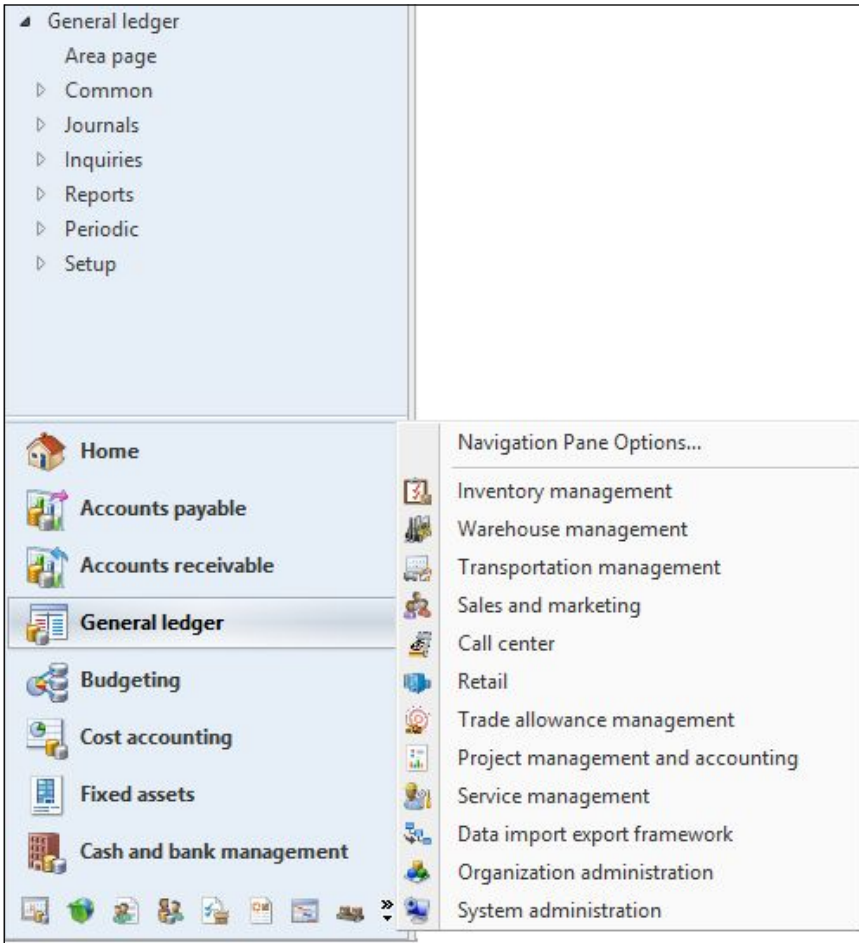 General ledger
Area page
Common
Journals
Inquiries
Reports
Periodic
Setup
Home
Accounts payable
Accounts receivable
General ledger
Budgeting
Cost accounting
Fixed assets
Cash and bank management
Navigation Pane Options...
Inventory management
Warehouse management
Transportation management
Sales and marketing
Call center
Retail
Trade allowance management
Project management and accounting
Service management
Data import export framework
Organization administration
System administration